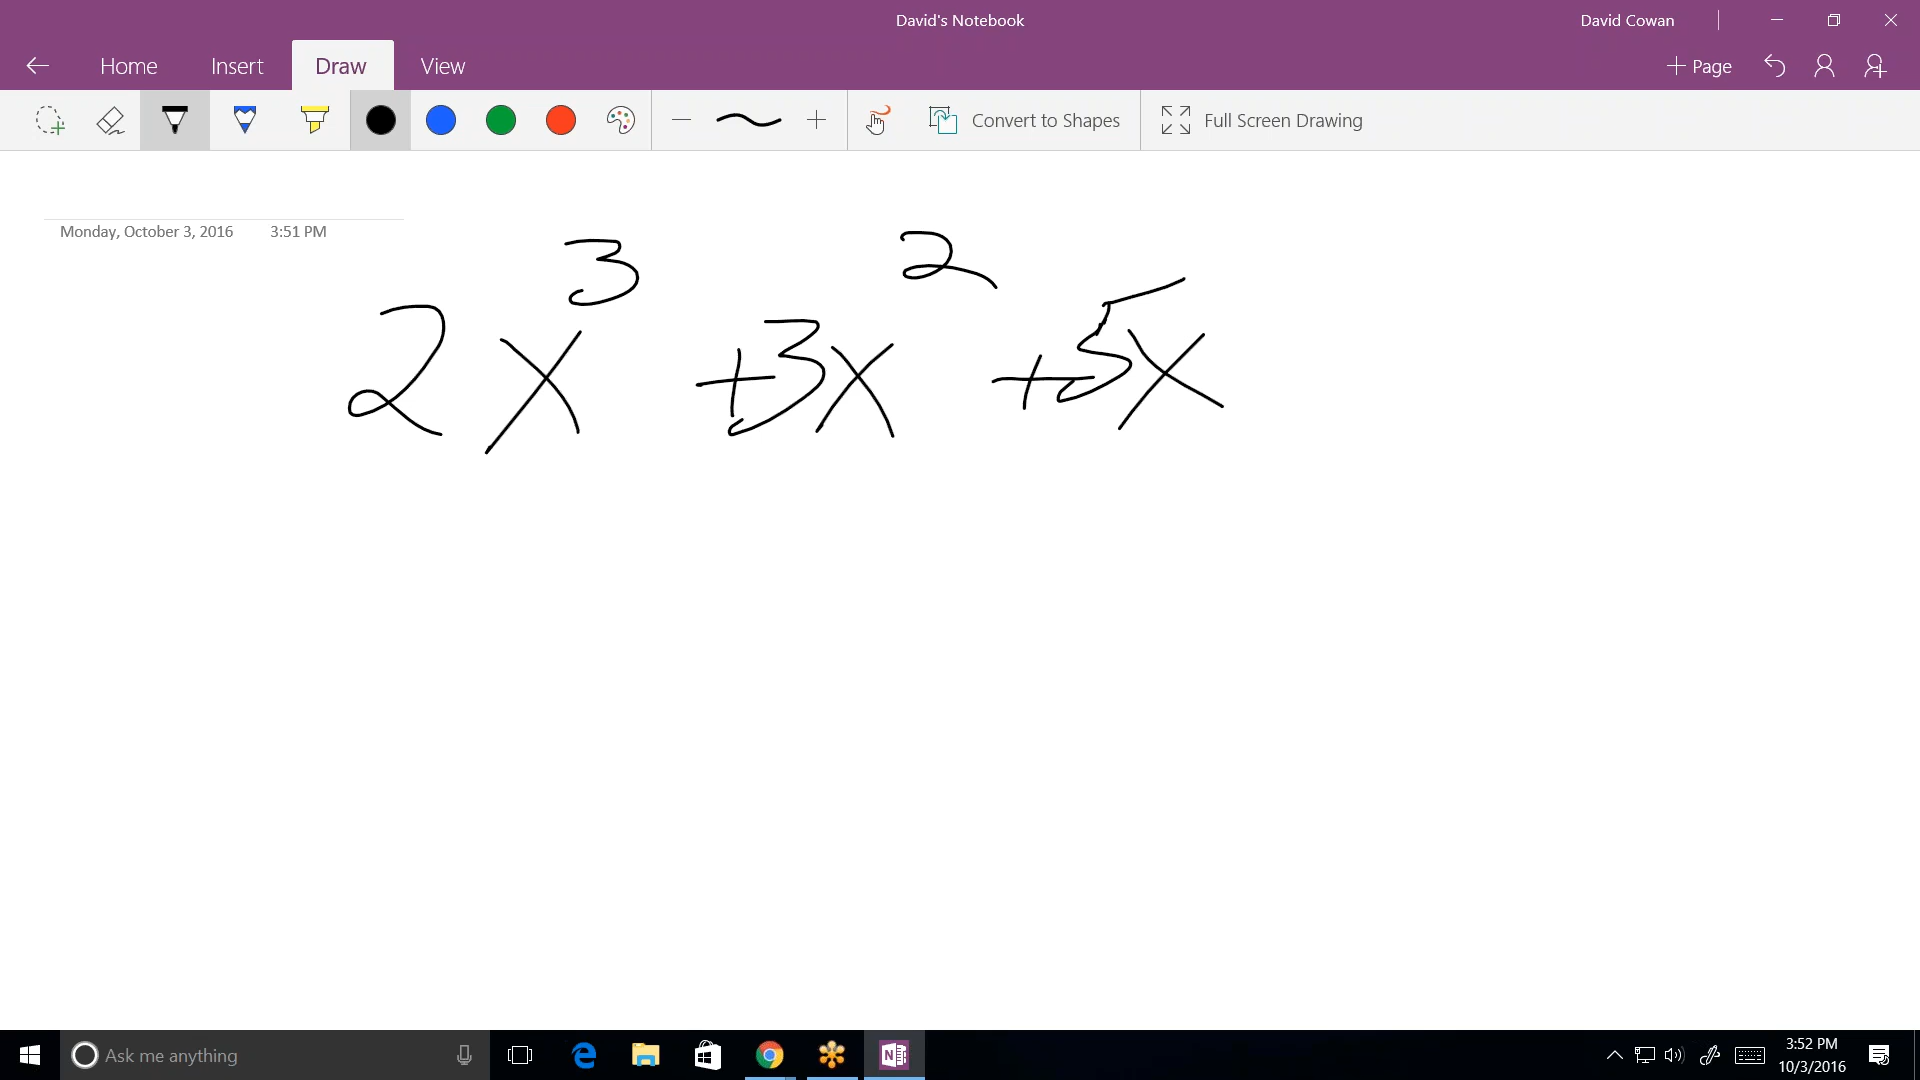 David's Notebook
David Cowan
Home Insert Draw View
Page
Convert to Shapes Full Screen Drawing
Monday, October 3, 2016 3:51 PM
2x³ +3x² +5x
Ask me anything
3:52 PM
10/3/2016